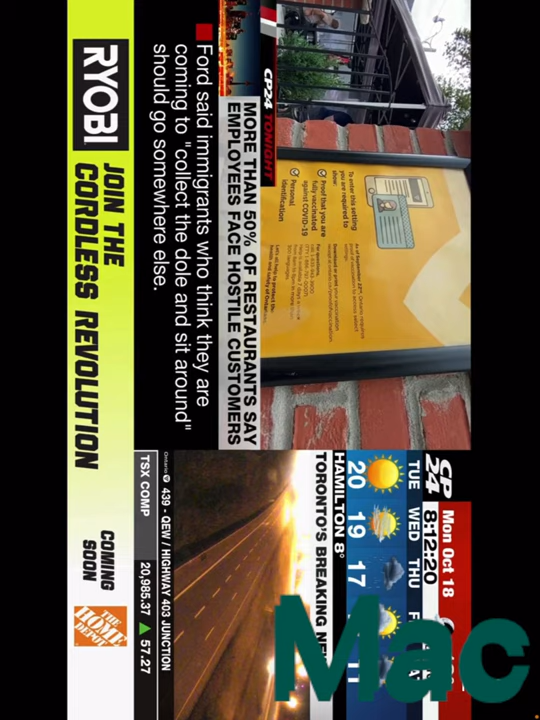 To enter this setting
you are required to
show:
Proof that you are
fully vaccinated
against COVID-19
Personal
identification
CP24 TONIGHT
MORE THAN 50% OF RESTAURANTS SAY
EMPLOYEES FACE HOSTILE CUSTOMERS
Ford said immigrants who think they are
coming to "collect the dole and sit around"
should go somewhere else.
CP
24
Mon Oct 18
8:12:20
TUE WED THU
20 19 17
HAMILTON 8°
TORONTO'S BREAKING
Ontario 439 - QEW / HIGHWAY 403 JUNCTION
TSX COMP 20,985.37 ▲ 57.27
RYOBI
JOIN THE
CORDLESS REVOLUTION
COMING
SOON
THE
HOME
DEPOT
Mac